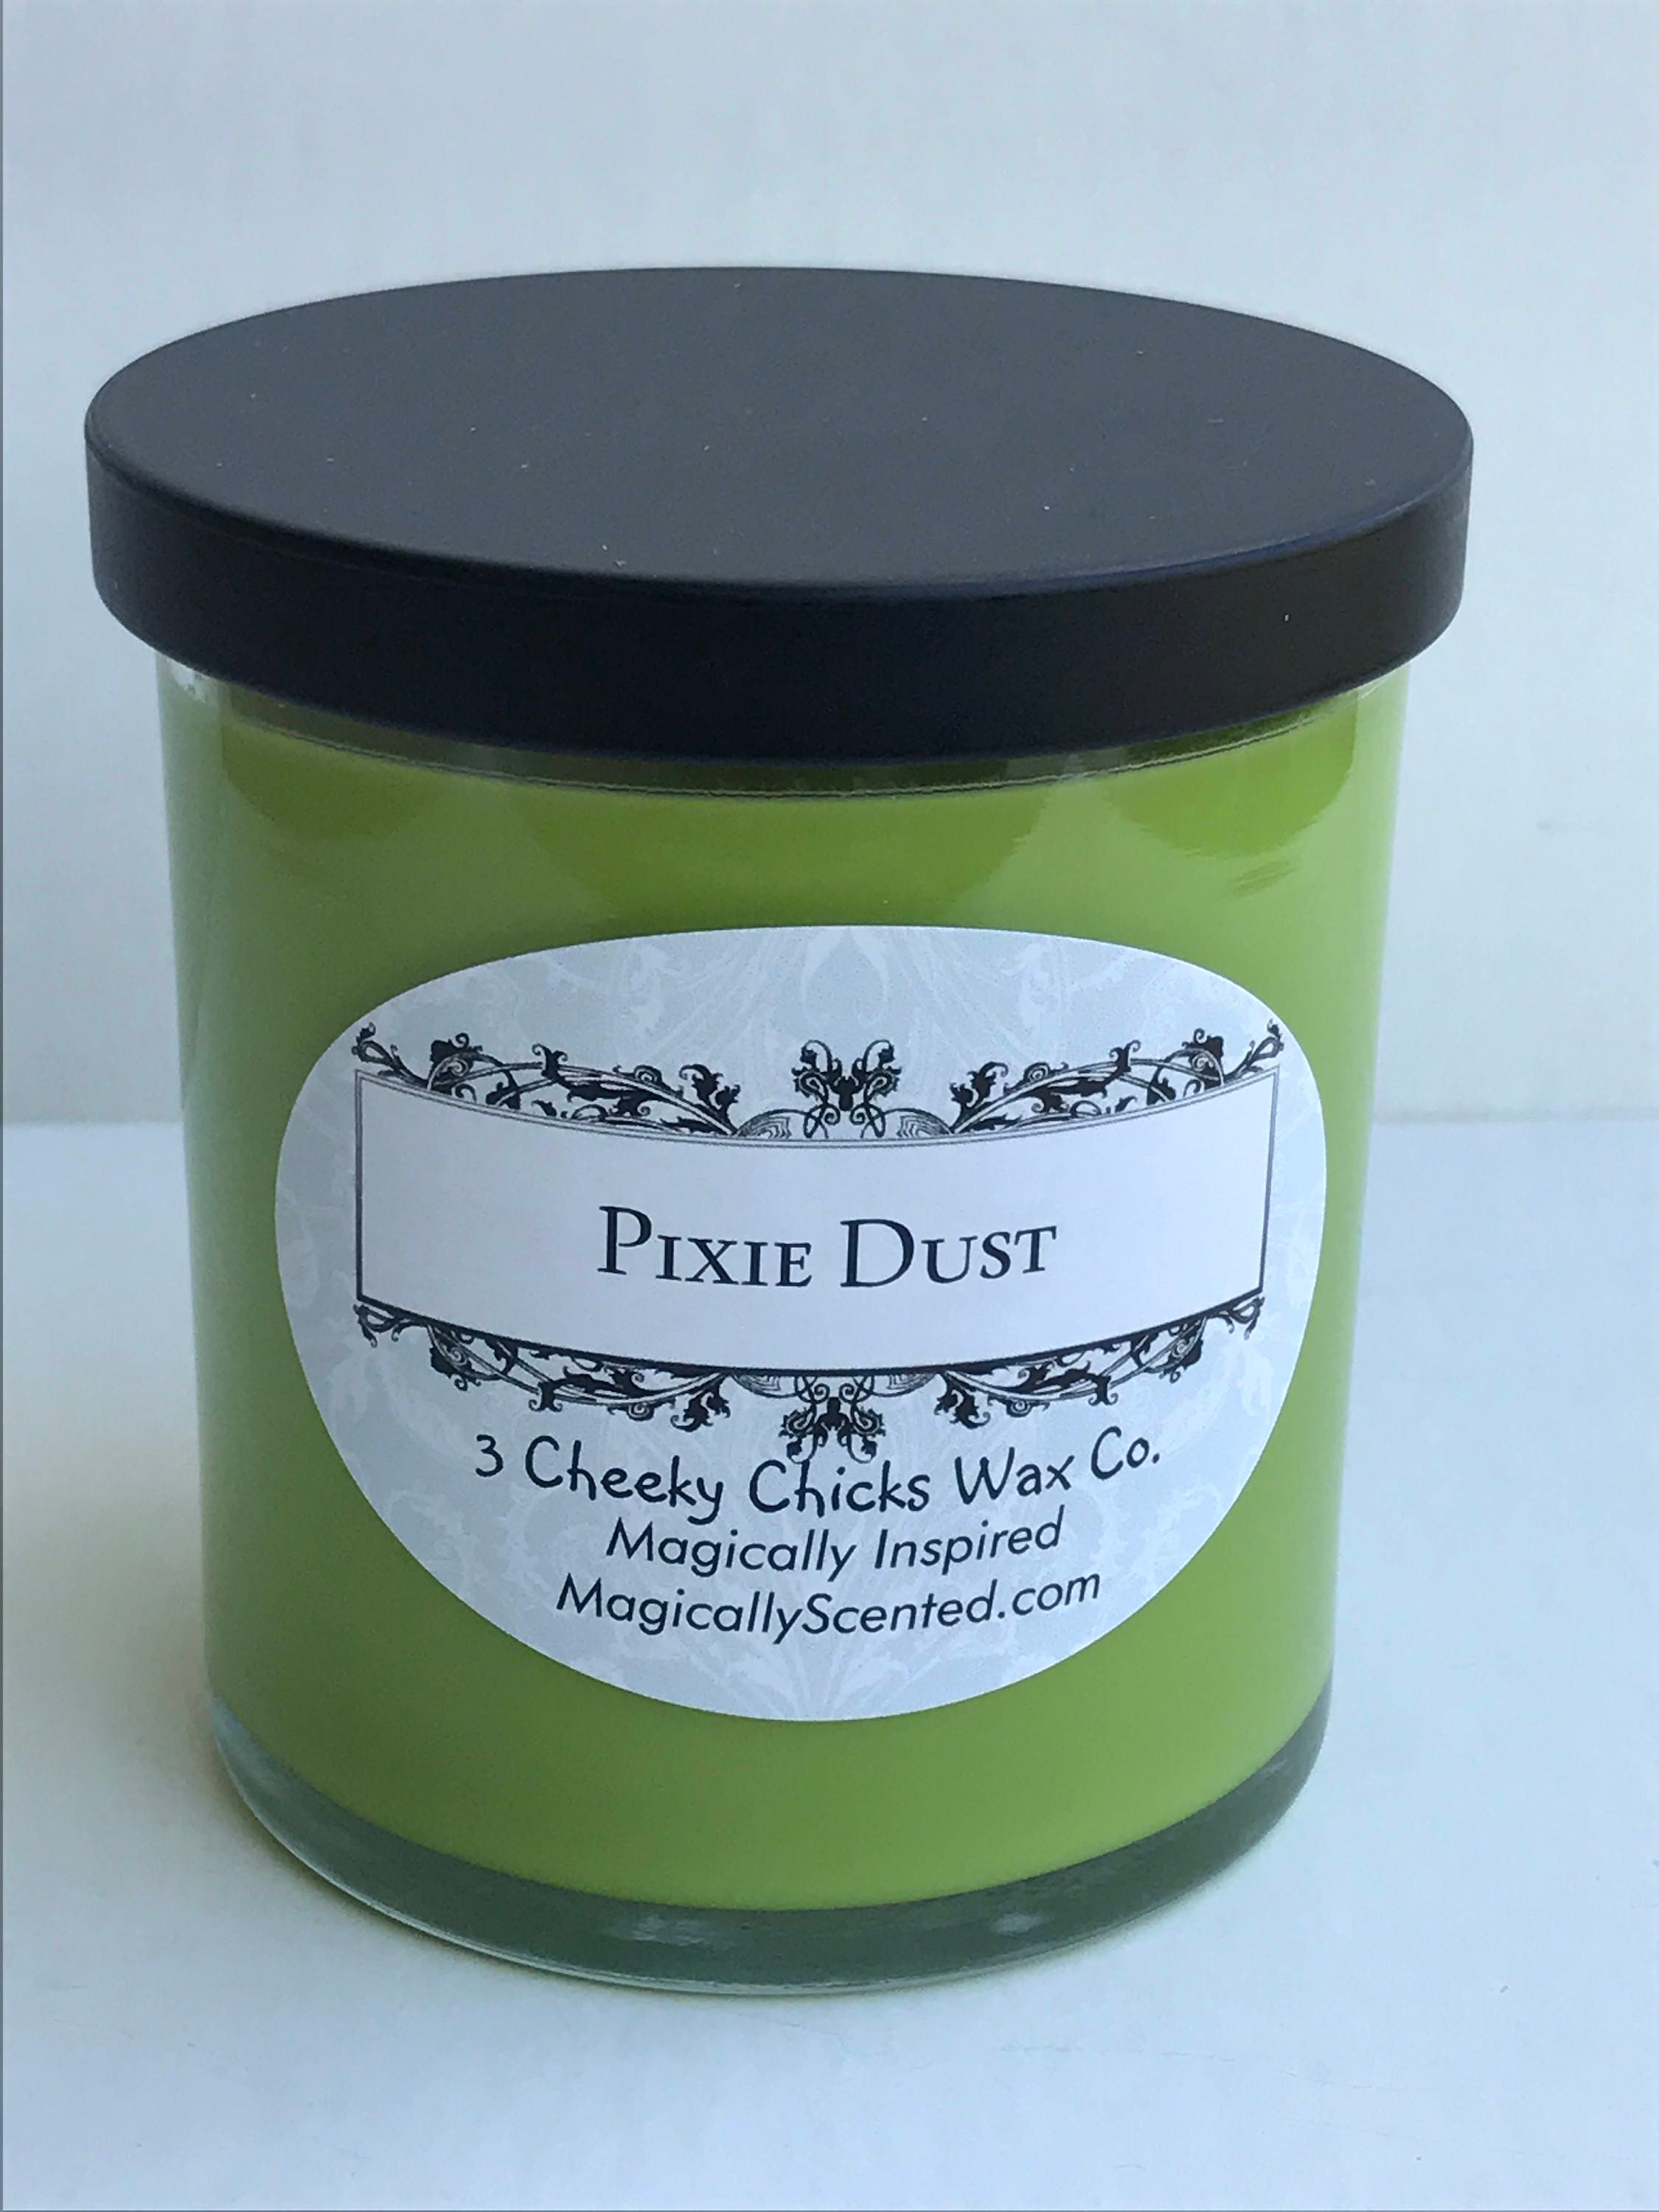 Pixie Dust
3 Cheeky Chicks Wax Co.
Magically Inspired
MagicallyScented.com